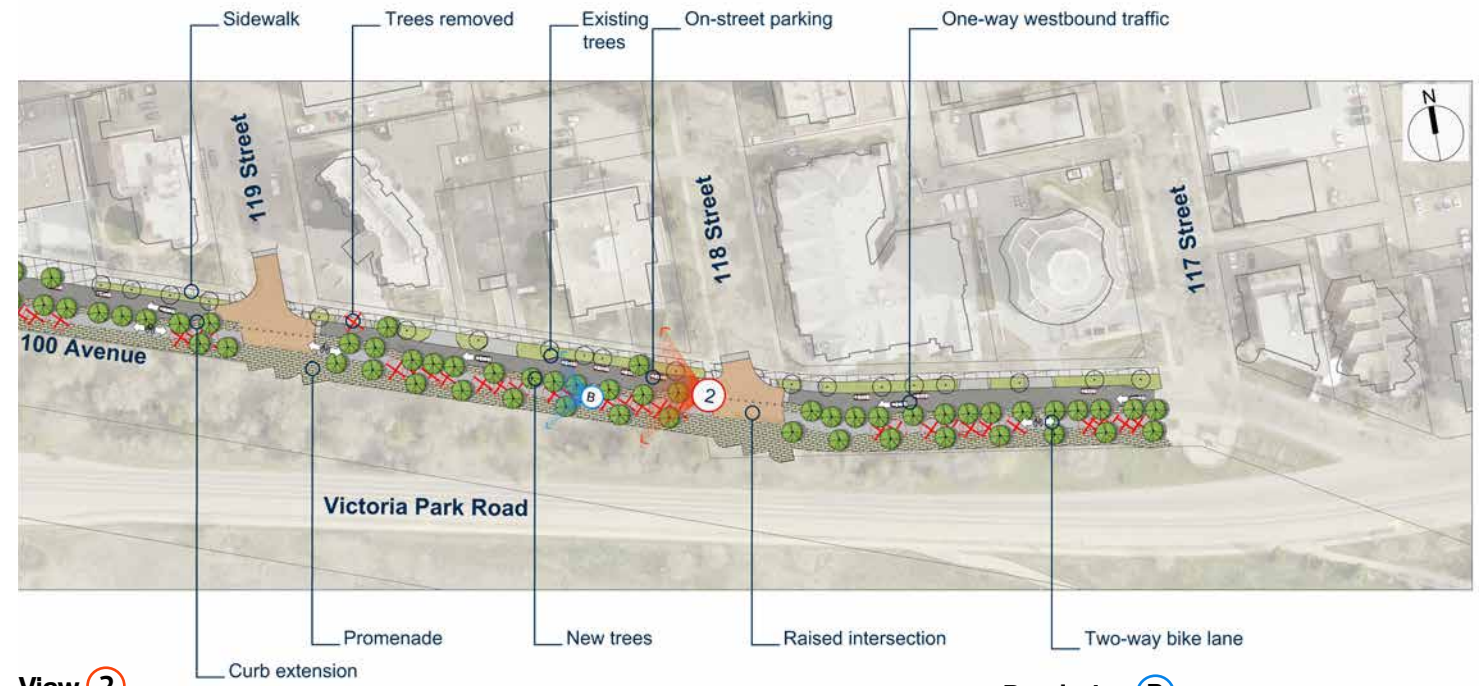 Sidewalk
Trees removed
Existing
trees
On-street parking
One-way westbound traffic
N
119 Street
118 Street
117 Street
100 Avenue
B
2
Victoria Park Road
Promenade
New trees
Raised intersection
Two-way bike lane
Curb extension
View 2